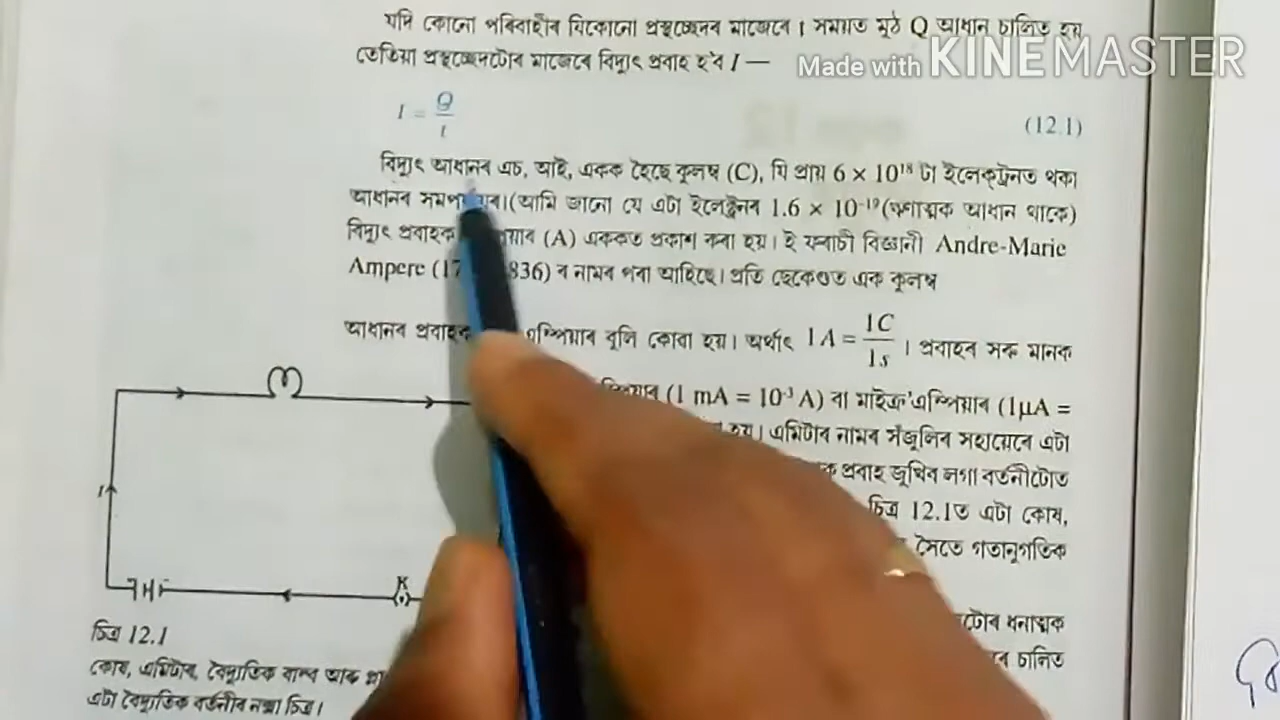 যদি কোনো পৰিবাহীৰ যিকোনো প্ৰস্থচ্ছেদৰ মাজেৰে t সময়ত মুঠ Q আধান চালিত হয়
তেতিয়া প্ৰস্থচ্ছেদটোৰ মাজেৰে বিদ্যুৎ প্ৰবাহ হ'ব I —
Made with KINEMASTER
I = Q/t (12.1)
বিদ্যুৎ আধানৰ এচ. আই. একক হৈছে কুলম্ব (C), যি প্ৰায় 6 × 10¹⁸ টা ইলেক্ট্ৰনত থকা
আধানৰ (আমি জানো যে এটা ইলেক্ট্ৰনৰ 1.6 × 10⁻¹⁹ (ঋণাত্মক আধান থাকে)
বিদ্যুৎ প্ৰবাহক (A) এককত প্ৰকাশ কৰা হয়। ই ফৰাচী বিজ্ঞানী Andre-Marie
Ampere (17 836) ৰ নামৰ পৰা আহিছে। প্ৰতি ছেকেণ্ডত এক কুলম্ব
আধানৰ প্ৰবাহক এম্পিয়াৰ বুলি কোৱা হয়। অৰ্থাৎ 1 A = 1C/1s । প্ৰবাহৰ সৰু মানক
(1 mA = 10⁻³ A) বা মাইক্ৰ'এম্পিয়াৰ (1μA =
হয়। এমিটাৰ নামৰ সঁজুলিৰ সহায়েৰে এটা
প্ৰবাহ জুখিব লগা বৰ্তনীটোত
চিত্ৰ 12.1ত এটা কোষ,
সৈতে গতানুগতিক
I
K
টোৰ ধনাত্মক
ৰ চালিত
চিত্ৰ 12.1
কোষ, এমিটাৰ, বৈদ্যুতিক বাল্ব আৰু
এটা বৈদ্যুতিক বৰ্তনীৰ নক্সা চিত্ৰ।